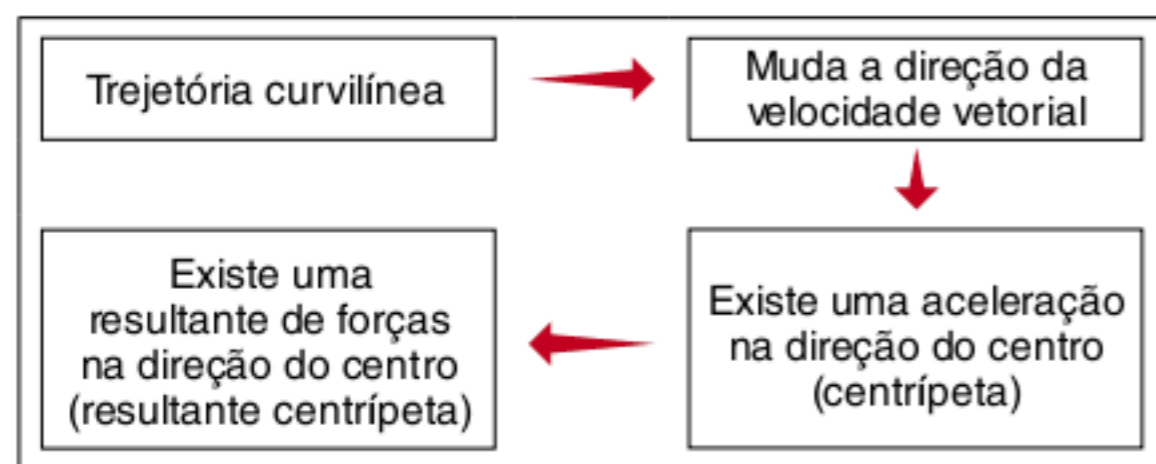 Trejetória curvilínea
Muda a direção da
velocidade vetorial
Existe uma aceleração
na direção do centro
(centrípeta)
Existe uma
resultante de forças
na direção do centro
(resultante centrípeta)